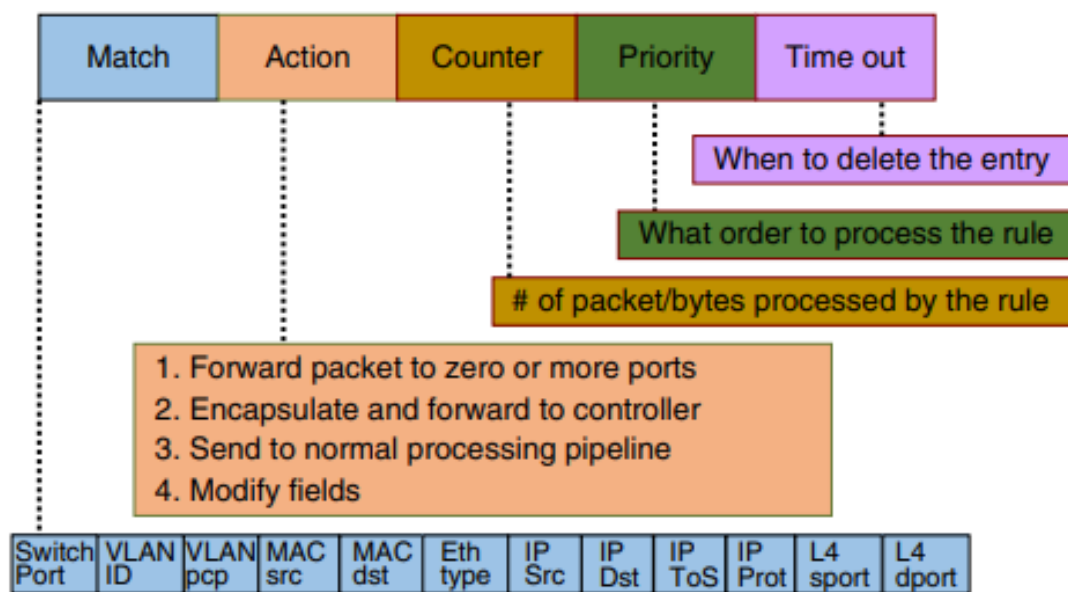 Match Action Counter Priority Time out
When to delete the entry
What order to process the rule
# of packet/bytes processed by the rule
1. Forward packet to zero or more ports
2. Encapsulate and forward to controller
3. Send to normal processing pipeline
4. Modify fields
Switch VLAN VLAN MAC MAC Eth IP IP IP IP L4 L4
Port ID pcp src dst type Src Dst ToS Prot sport dport